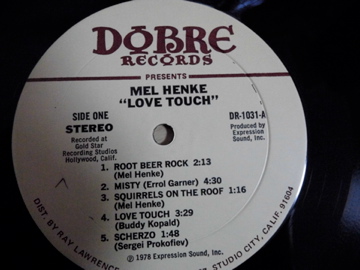 DOBRE
RECORDS
PRESENTS
MEL HENKE
"LOVE TOUCH"
SIDE ONE
STEREO
Recorded at
Gold Star
Recording Studios
Hollywood, Calif.
DR-1031-A
Produced by
Expression
Sound, Inc.
1. ROOT BEER ROCK 2:13
(Mel Henke)
2. MISTY (Errol Garner) 4:30
3. SQUIRRELS ON THE ROOF 1:16
(Mel Henke)
4. LOVE TOUCH 3:29
(Buddy Kopald)
5. SCHERZO 1:48
(Sergei Prokofiev)
© 1978 Expression Sound, Inc.
DIST. BY RAY LAWRENCE
STUDIO CITY, CALIF. 91604